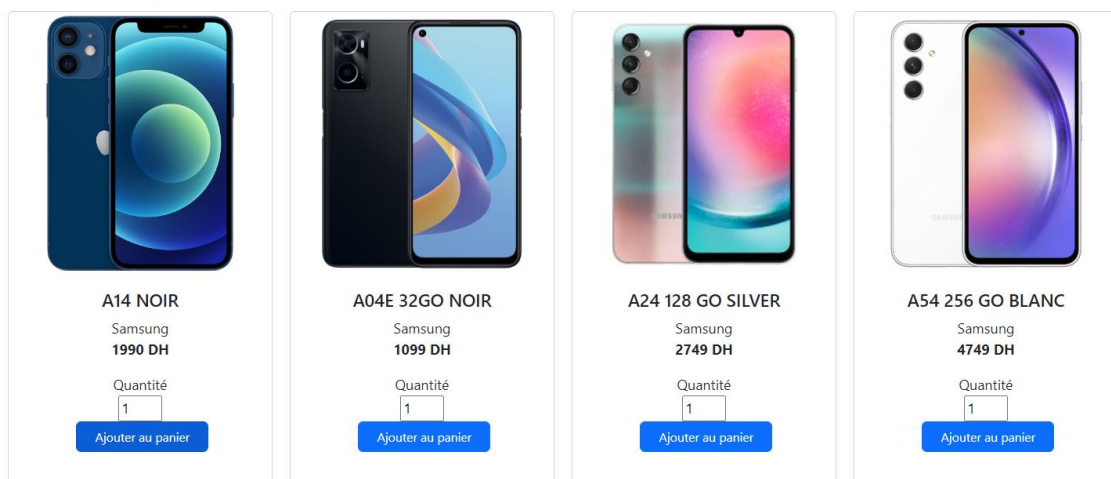 A14 NOIR
Samsung
1990 DH
Quantité
1
Ajouter au panier
A04E 32GO NOIR
Samsung
1099 DH
Quantité
1
Ajouter au panier
SAMSUNG
A24 128 GO SILVER
Samsung
2749 DH
Quantité
1
Ajouter au panier
SAMSUNG
A54 256 GO BLANC
Samsung
4749 DH
Quantité
1
Ajouter au panier